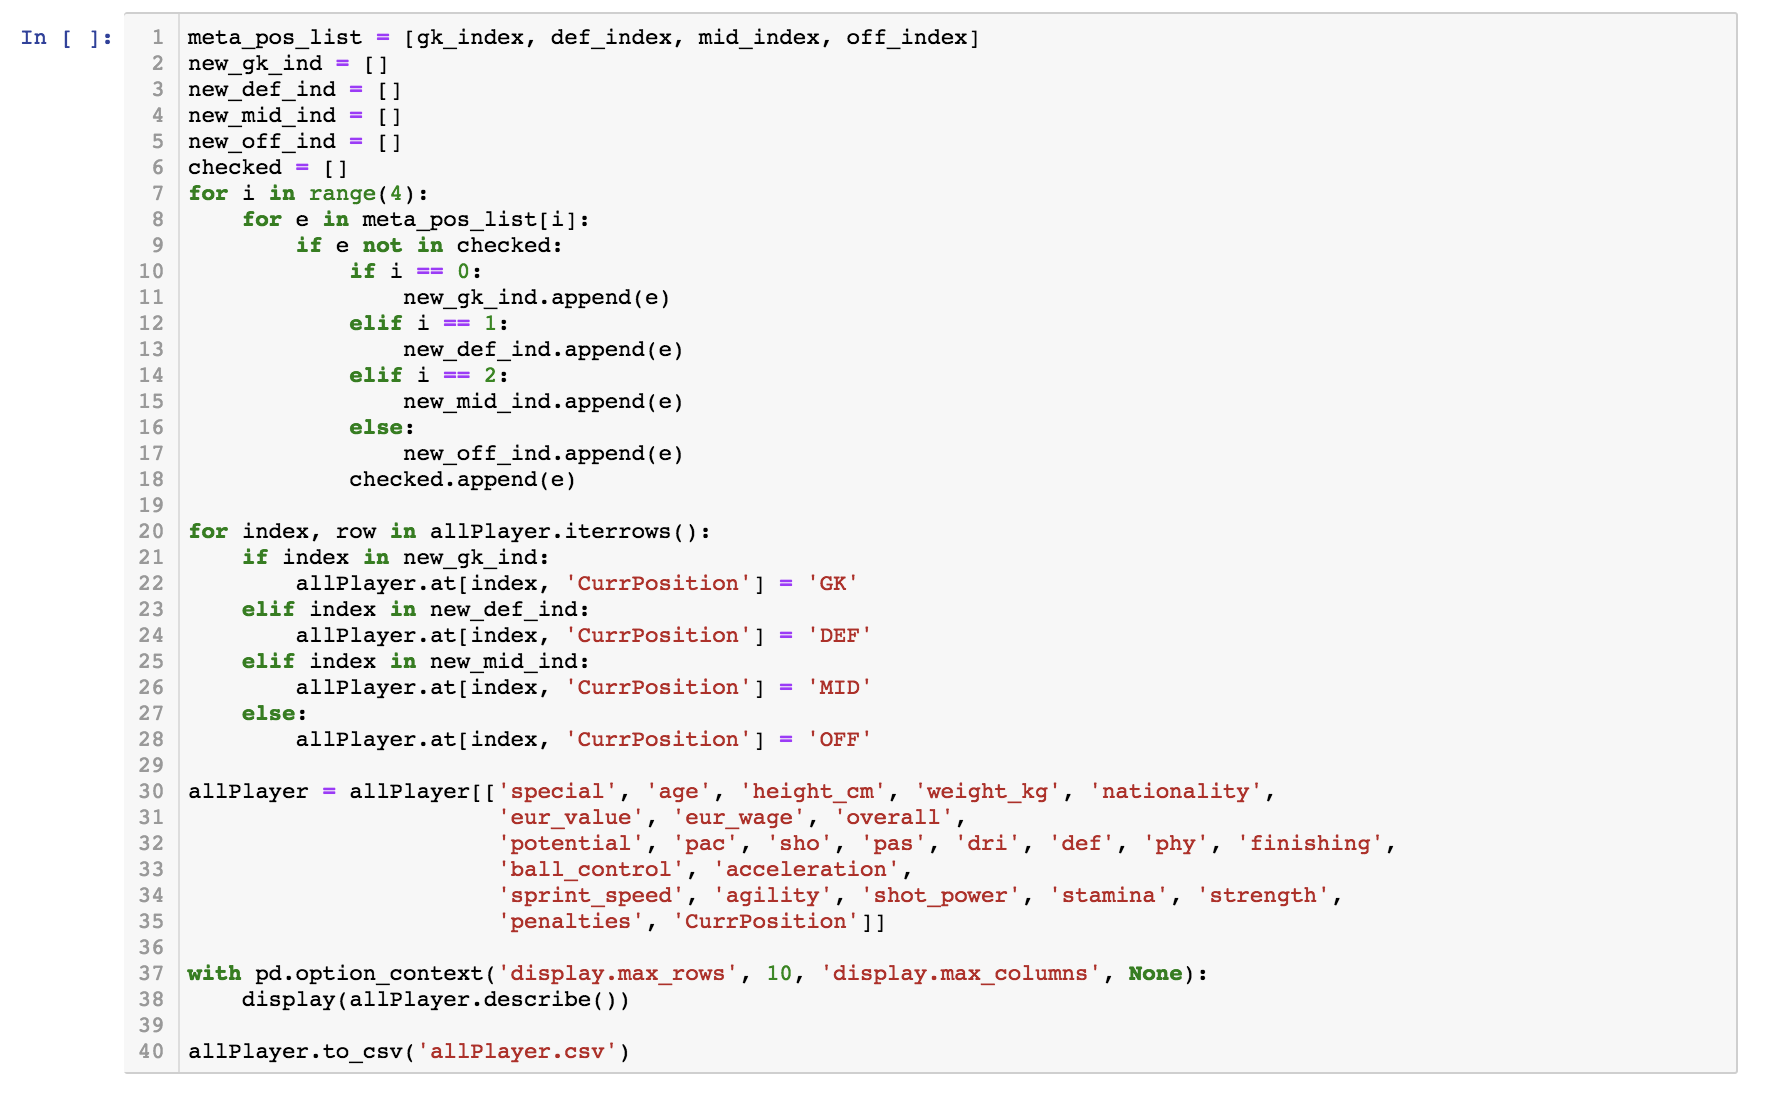 In [ ]:
1 meta_pos_list = [gk_index, def_index, mid_index, off_index]
2 new_gk_ind = []
3 new_def_ind = []
4 new_mid_ind = []
5 new_off_ind = []
6 checked = []
7 for i in range(4):
8     for e in meta_pos_list[i]:
9         if e not in checked:
10             if i == 0:
11                 new_gk_ind.append(e)
12             elif i == 1:
13                 new_def_ind.append(e)
14             elif i == 2:
15                 new_mid_ind.append(e)
16             else:
17                 new_off_ind.append(e)
18             checked.append(e)
19
20 for index, row in allPlayer.iterrows():
21     if index in new_gk_ind:
22         allPlayer.at[index, 'CurrPosition'] = 'GK'
23     elif index in new_def_ind:
24         allPlayer.at[index, 'CurrPosition'] = 'DEF'
25     elif index in new_mid_ind:
26         allPlayer.at[index, 'CurrPosition'] = 'MID'
27     else:
28         allPlayer.at[index, 'CurrPosition'] = 'OFF'
29
30 allPlayer = allPlayer[['special', 'age', 'height_cm', 'weight_kg', 'nationality',
31                        'eur_value', 'eur_wage', 'overall',
32                        'potential', 'pac', 'sho', 'pas', 'dri', 'def', 'phy', 'finishing',
33                        'ball_control', 'acceleration',
34                        'sprint_speed', 'agility', 'shot_power', 'stamina', 'strength',
35                        'penalties', 'CurrPosition']]
36
37 with pd.option_context('display.max_rows', 10, 'display.max_columns', None):
38     display(allPlayer.describe())
39
40 allPlayer.to_csv('allPlayer.csv')